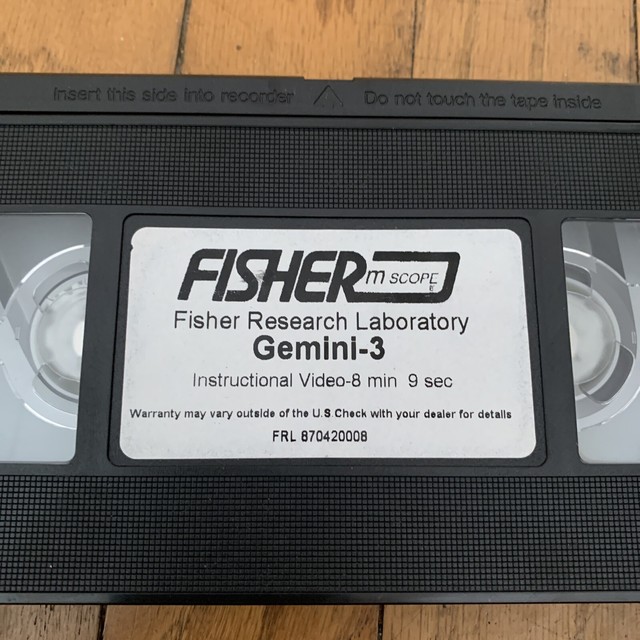 Insert this side into recorder Do not touch the tape inside
FISHER m SCOPE
Fisher Research Laboratory
Gemini-3
Instructional Video-8 min 9 sec
Warranty may vary outside of the U.S.Check with your dealer for details
FRL 870420008